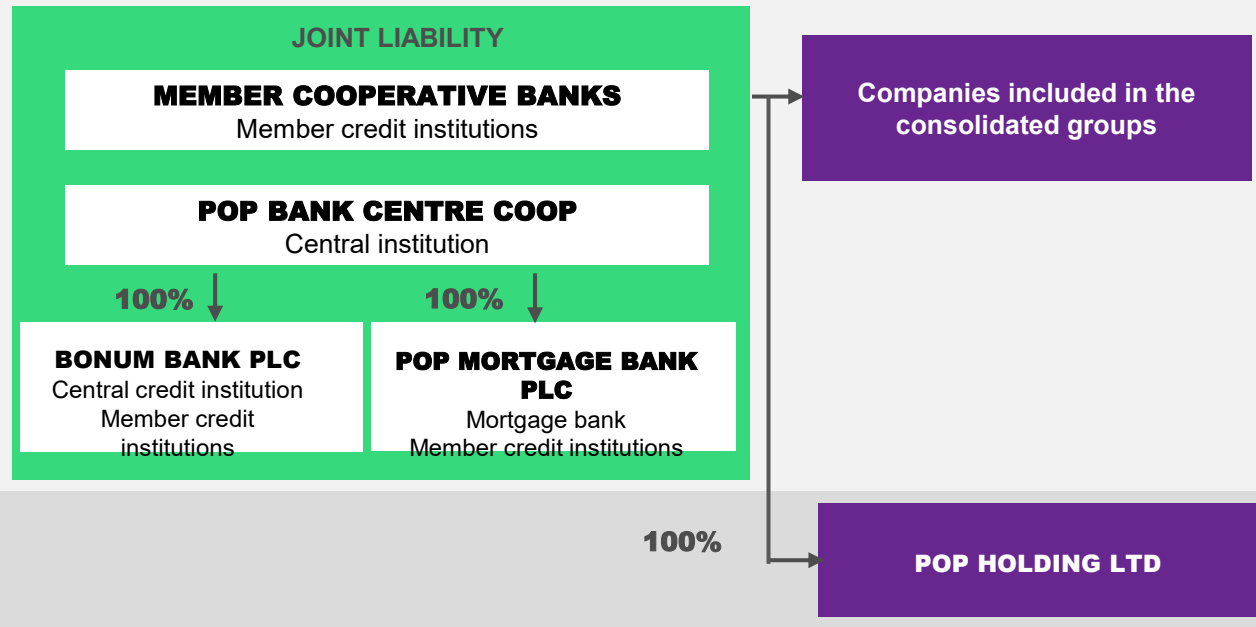 JOINT LIABILITY
MEMBER COOPERATIVE BANKS
Member credit institutions
POP BANK CENTRE COOP
Central institution
100%
100%
BONUM BANK PLC
Central credit institution
Member credit
institutions
POP MORTGAGE BANK
PLC
Mortgage bank
Member credit institutions
Companies included in the
consolidated groups
100%
POP HOLDING LTD